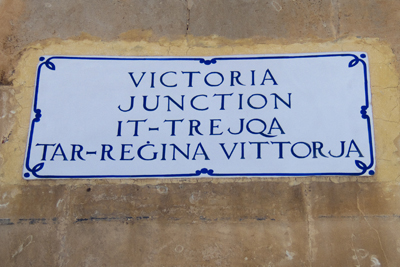 VICTORIA
JUNCTION
IT-TREJQA
TAR-REĠINA VITTORJA